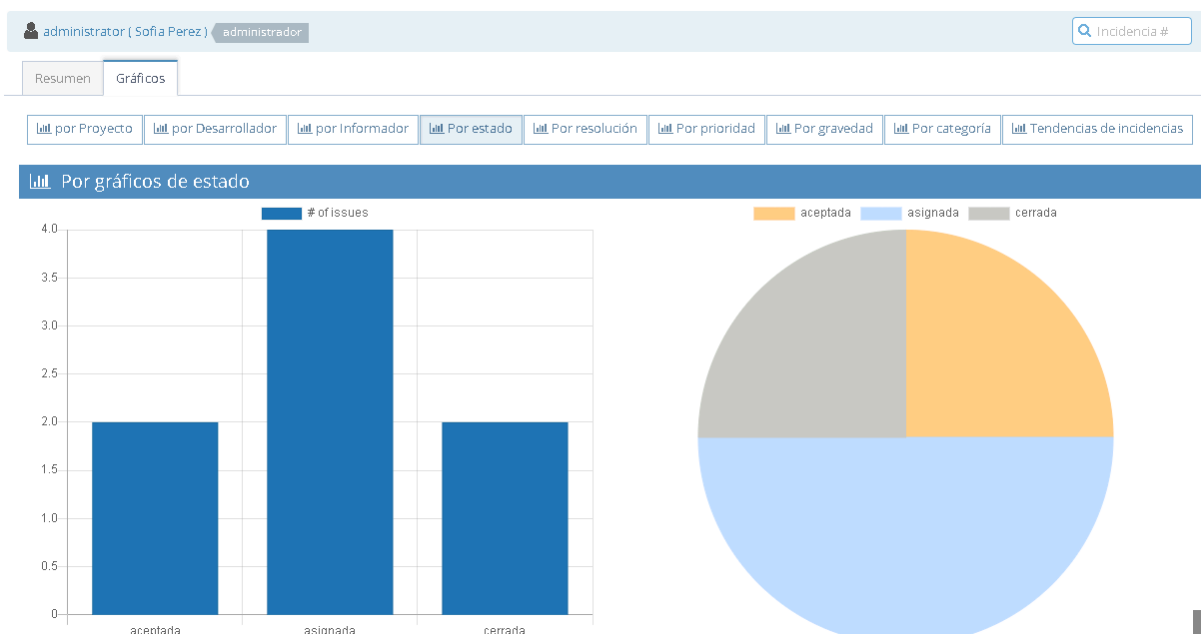 administrator ( Sofia Perez ) administrador Incidencia #
Resumen Gráficos
por Proyecto por Desarrollador por Informador Por estado Por resolución Por prioridad Por gravedad Por categoría Tendencias de incidencias
Por gráficos de estado
# of issues
4.0
3.5
3.0
2.5
2.0
1.5
1.0
0.5
0
aceptada asignada cerrada
aceptada asignada cerrada